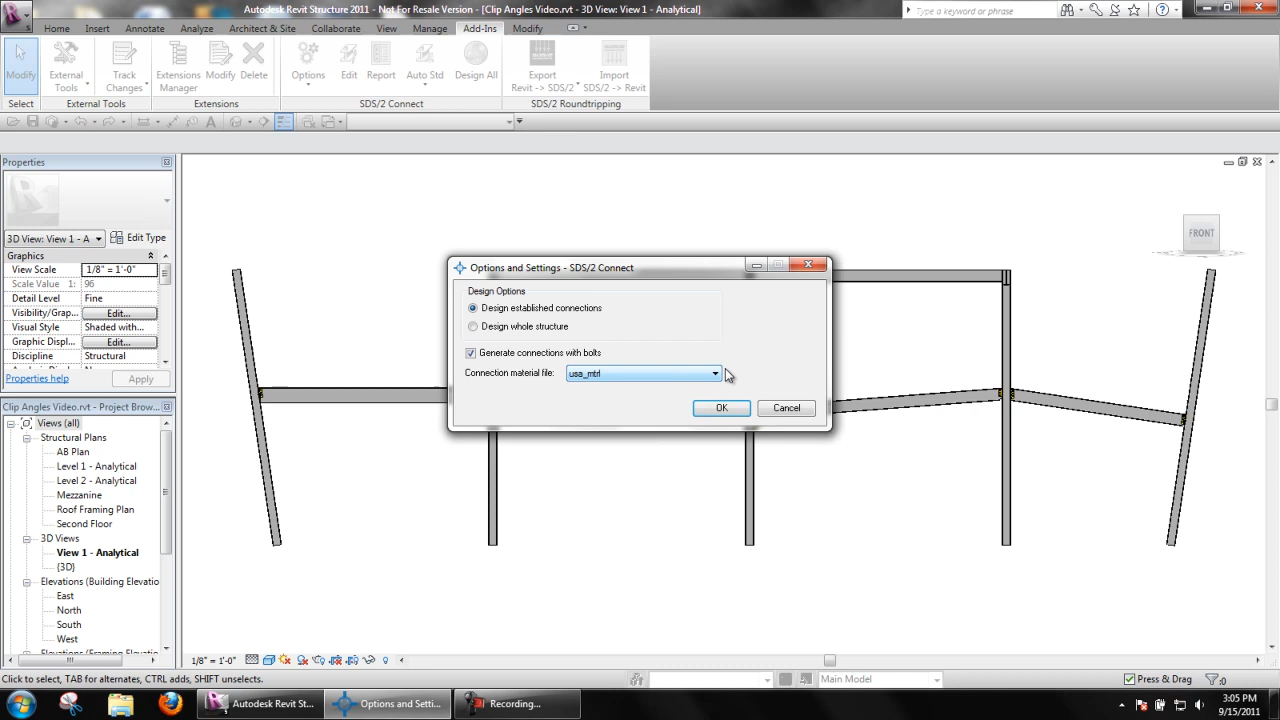 Autodesk Revit Structure 2011 - Not For Resale Version - [Clip Angles Video.rvt - 3D View: View 1 - Analytical]
Type a keyword or phrase
Home Insert Annotate Analyze Architect & Site Collaborate View Manage Add-Ins Modify
Modify External Tools Track Changes Extensions Manager Modify Delete Options Edit Report Auto Std Design All Export Revit -> SDS/2 Import SDS/2 -> Revit
Select External Tools Extensions SDS/2 Connect SDS/2 Roundtripping
Properties
3D View: View 1 - A Edit Type
Graphics
View Scale 1/8" = 1'-0"
Scale Value 1: 96
Detail Level Fine
Visibility/Grap... Edit...
Visual Style Shaded with...
Graphic Displ... Edit...
Discipline Structural
Properties help Apply
Clip Angles Video.rvt - Project Brow...
Views (all)
Structural Plans
AB Plan
Level 1 - Analytical
Level 2 - Analytical
Mezzanine
Roof Framing Plan
Second Floor
3D Views
View 1 - Analytical
{3D}
Elevations (Building Elevatio
East
North
South
West
Elevations (Framing Elevatio
FRONT
Options and Settings - SDS/2 Connect
Design Options
Design established connections
Design whole structure
Generate connections with bolts
Connection material file: usa_mtrl
OK Cancel
1/8" = 1'-0"
Click to select, TAB for alternates, CTRL adds, SHIFT unselects.
Main Model
Press & Drag
:0
Autodesk Revit St... Options and Setti... Recording...
3:05 PM
9/15/2011